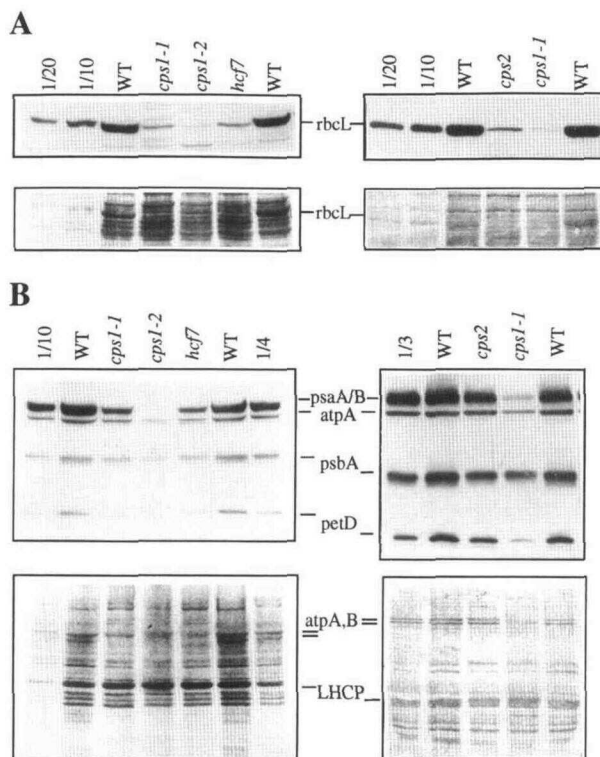 A
1/20 1/10 WT cps1-1 cps1-2 hcf7 WT
1/20 1/10 WT cps2 cps1-1 WT
rbcL
rbcL
B
1/10 WT cps1-1 cps1-2 hcf7 WT 1/4
1/3 WT cps2 cps1-1 WT
psaA/B
atpA
psbA
petD
atpA,B
LHCP